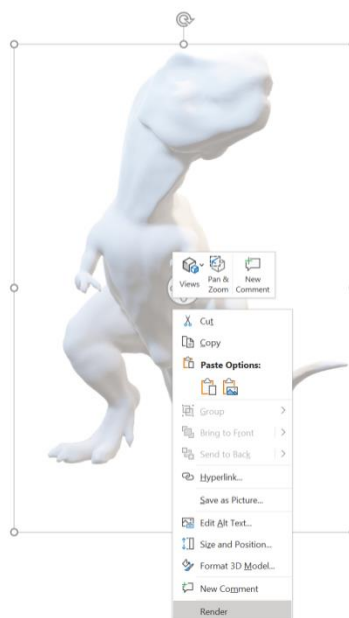 Views
Pan &
Zoom
New
Comment
Cut
Copy
Paste Options:
Group
Bring to Front
Send to Back
Hyperlink...
Save as Picture...
Edit Alt Text...
Size and Position...
Format 3D Model...
New Comment
Render